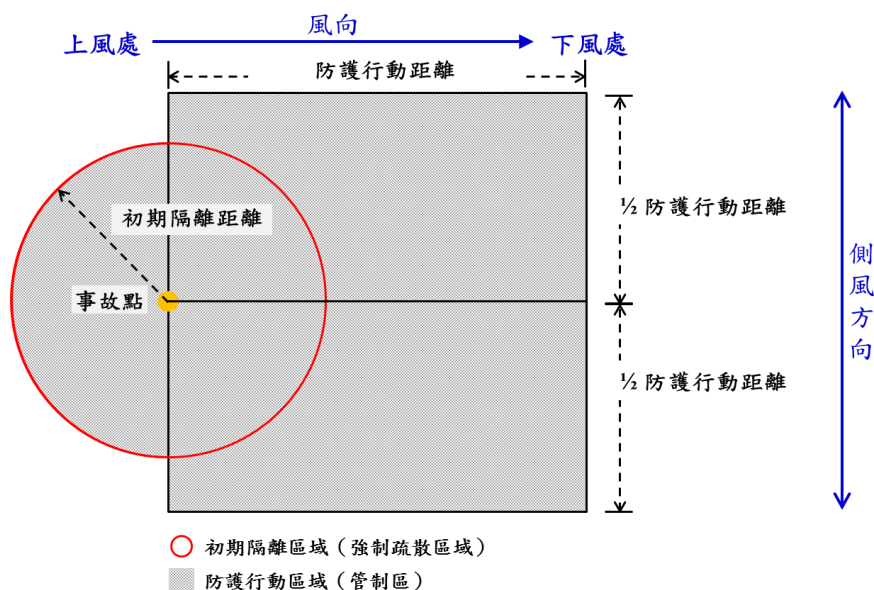 風向
上風處
下風處
防護行動距離
½ 防護行動距離
初期隔離距離
側風方向
事故點
½ 防護行動距離
初期隔離區域（強制疏散區域）
防護行動區域（管制區）